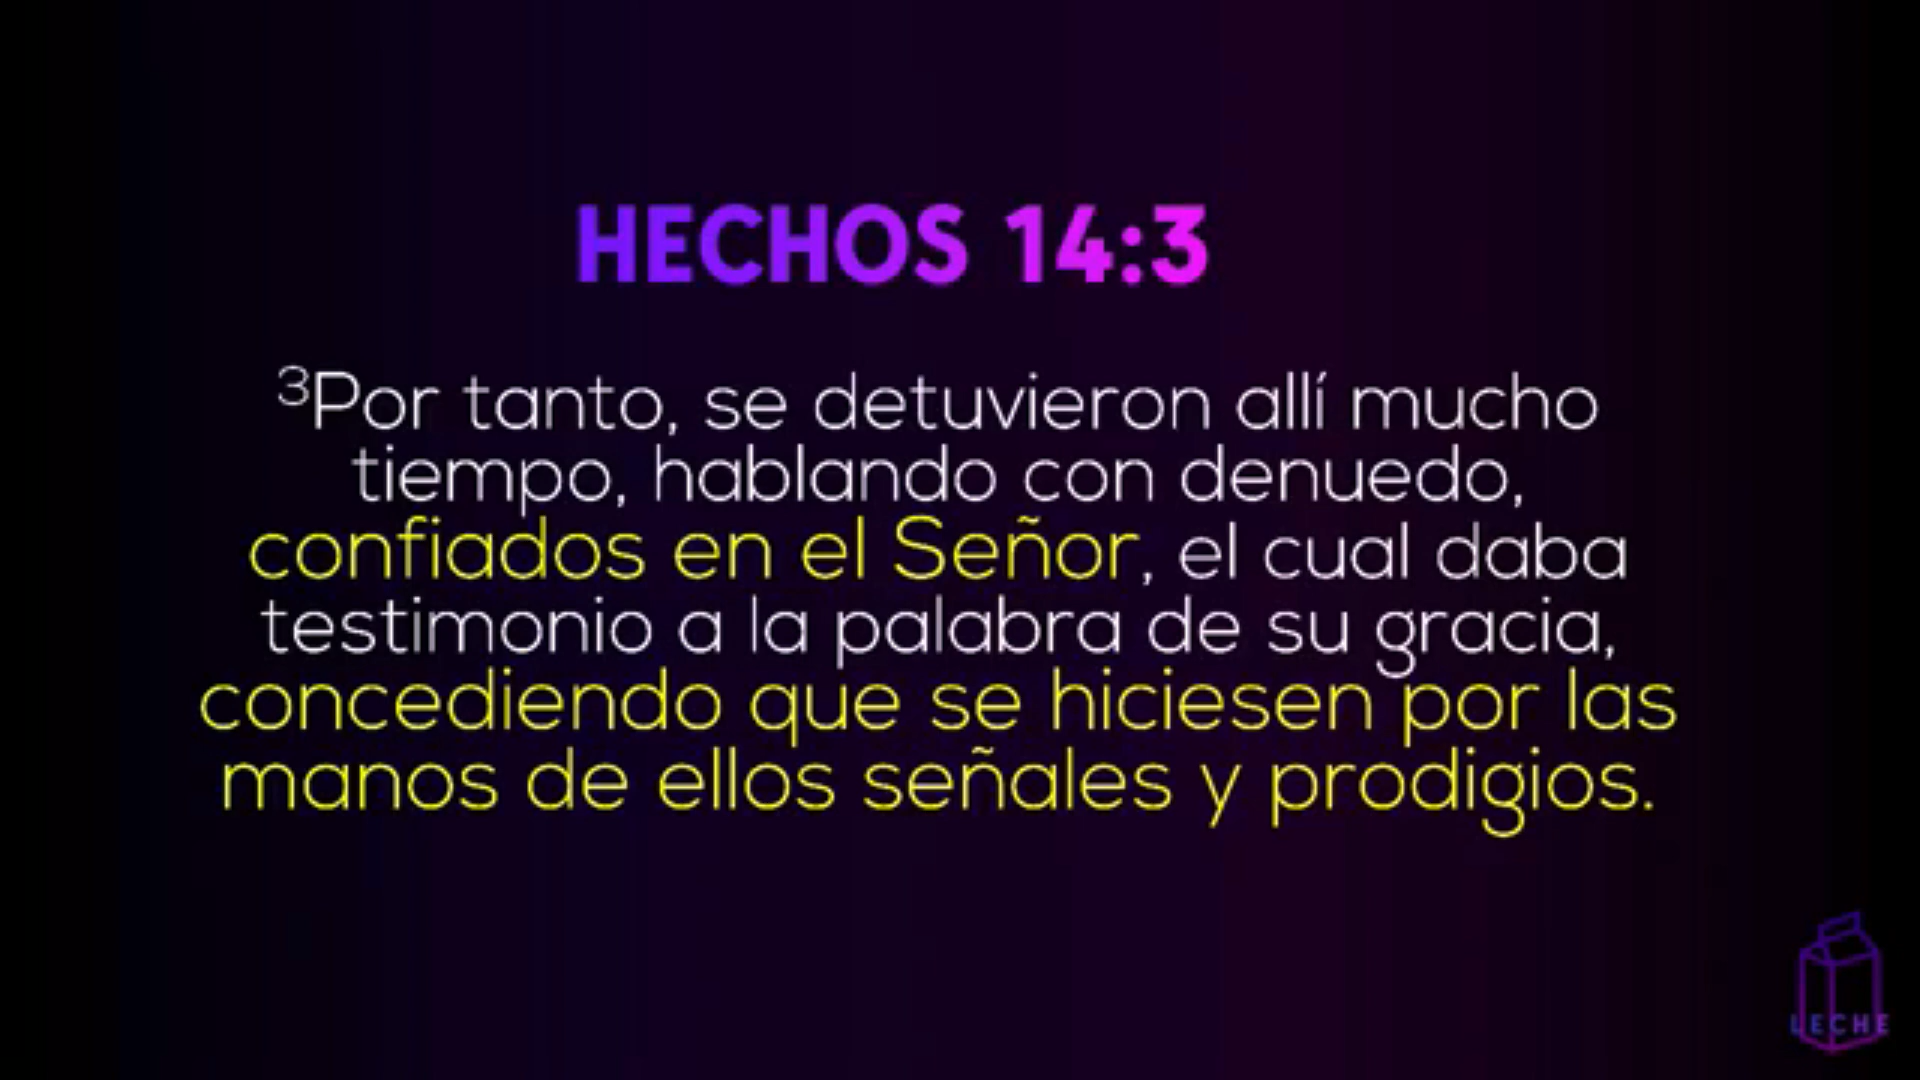 HECHOS 14:3
³Por tanto, se detuvieron allí mucho
tiempo, hablando con denuedo,
confiados en el Señor, el cual daba
testimonio a la palabra de su gracia,
concediendo que se hiciesen por las
manos de ellos señales y prodigios.
LECHE